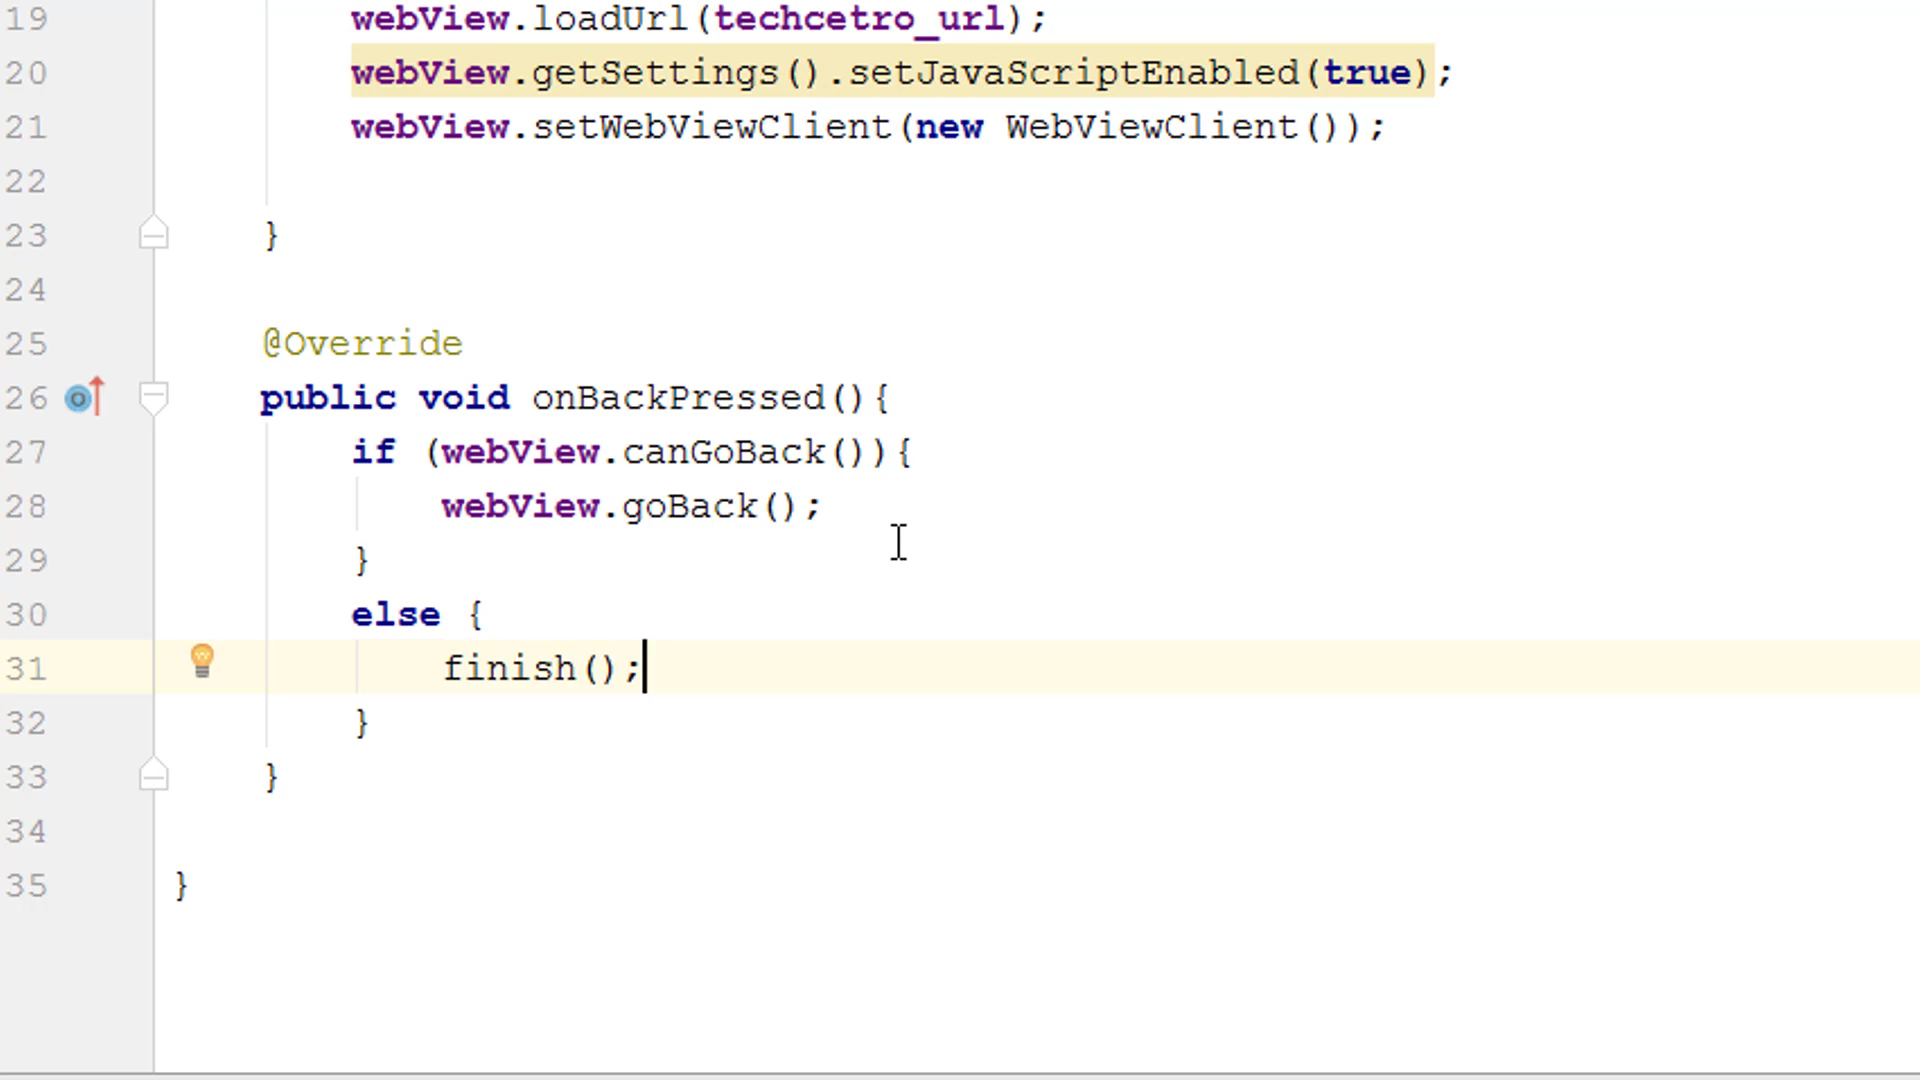 19 webView.loadUrl(techcetro_url);
20 webView.getSettings().setJavaScriptEnabled(true);
21 webView.setWebViewClient(new WebViewClient());
22
23 }
24
25 @Override
26 public void onBackPressed(){
27 if (webView.canGoBack()){
28 webView.goBack();
29 }
30 else {
31 finish();
32 }
33 }
34
35 }